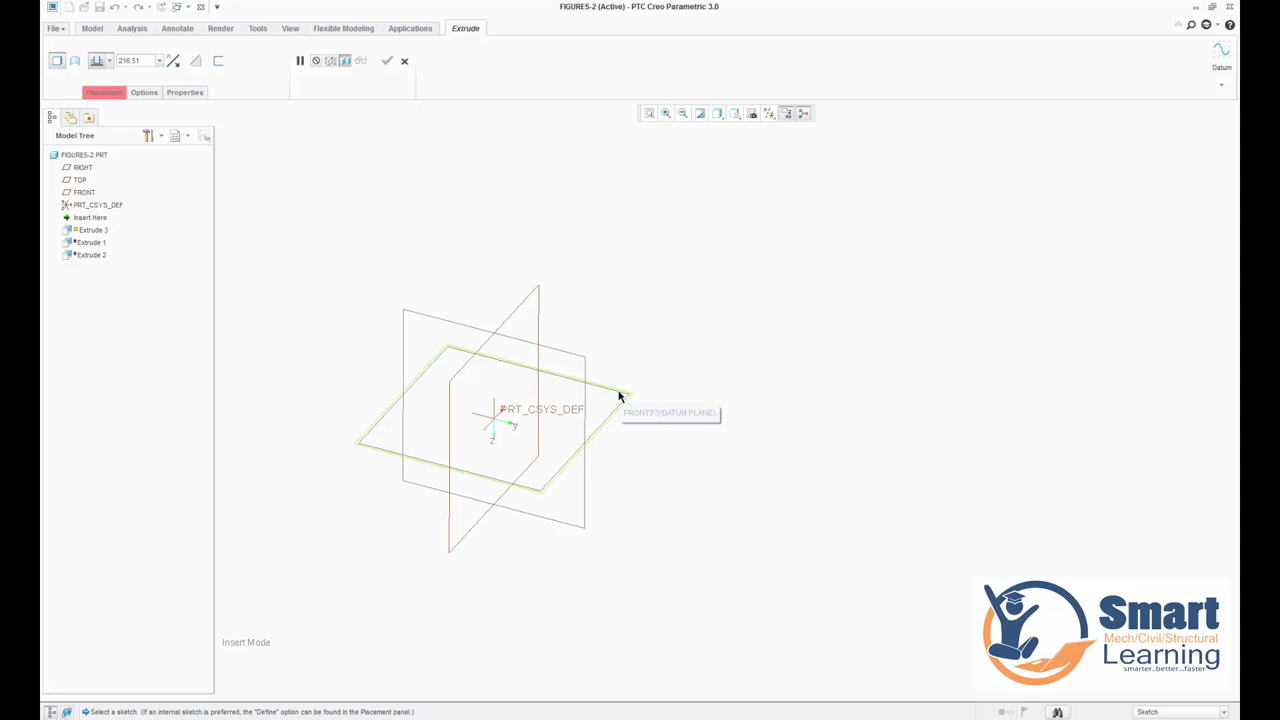 FIGURE5-2 (Active) - PTC Creo Parametric 3.0
File Model Analysis Annotate Render Tools View Flexible Modeling Applications Extrude
216.51
Datum
Placement Options Properties
Model Tree
FIGURE5-2.PRT
RIGHT
TOP
FRONT
PRT_CSYS_DEF
Insert Here
Extrude 3
Extrude 1
Extrude 2
PRT_CSYS_DEF
FRONT:F3(DATUM PLANE)
y
z
Insert Mode
Smart
Mech/Civil/Structural
Learning
smarter..better...faster
Select a sketch. (If an internal sketch is preferred, the "Define" option can be found in the Placement panel.)
Sketch